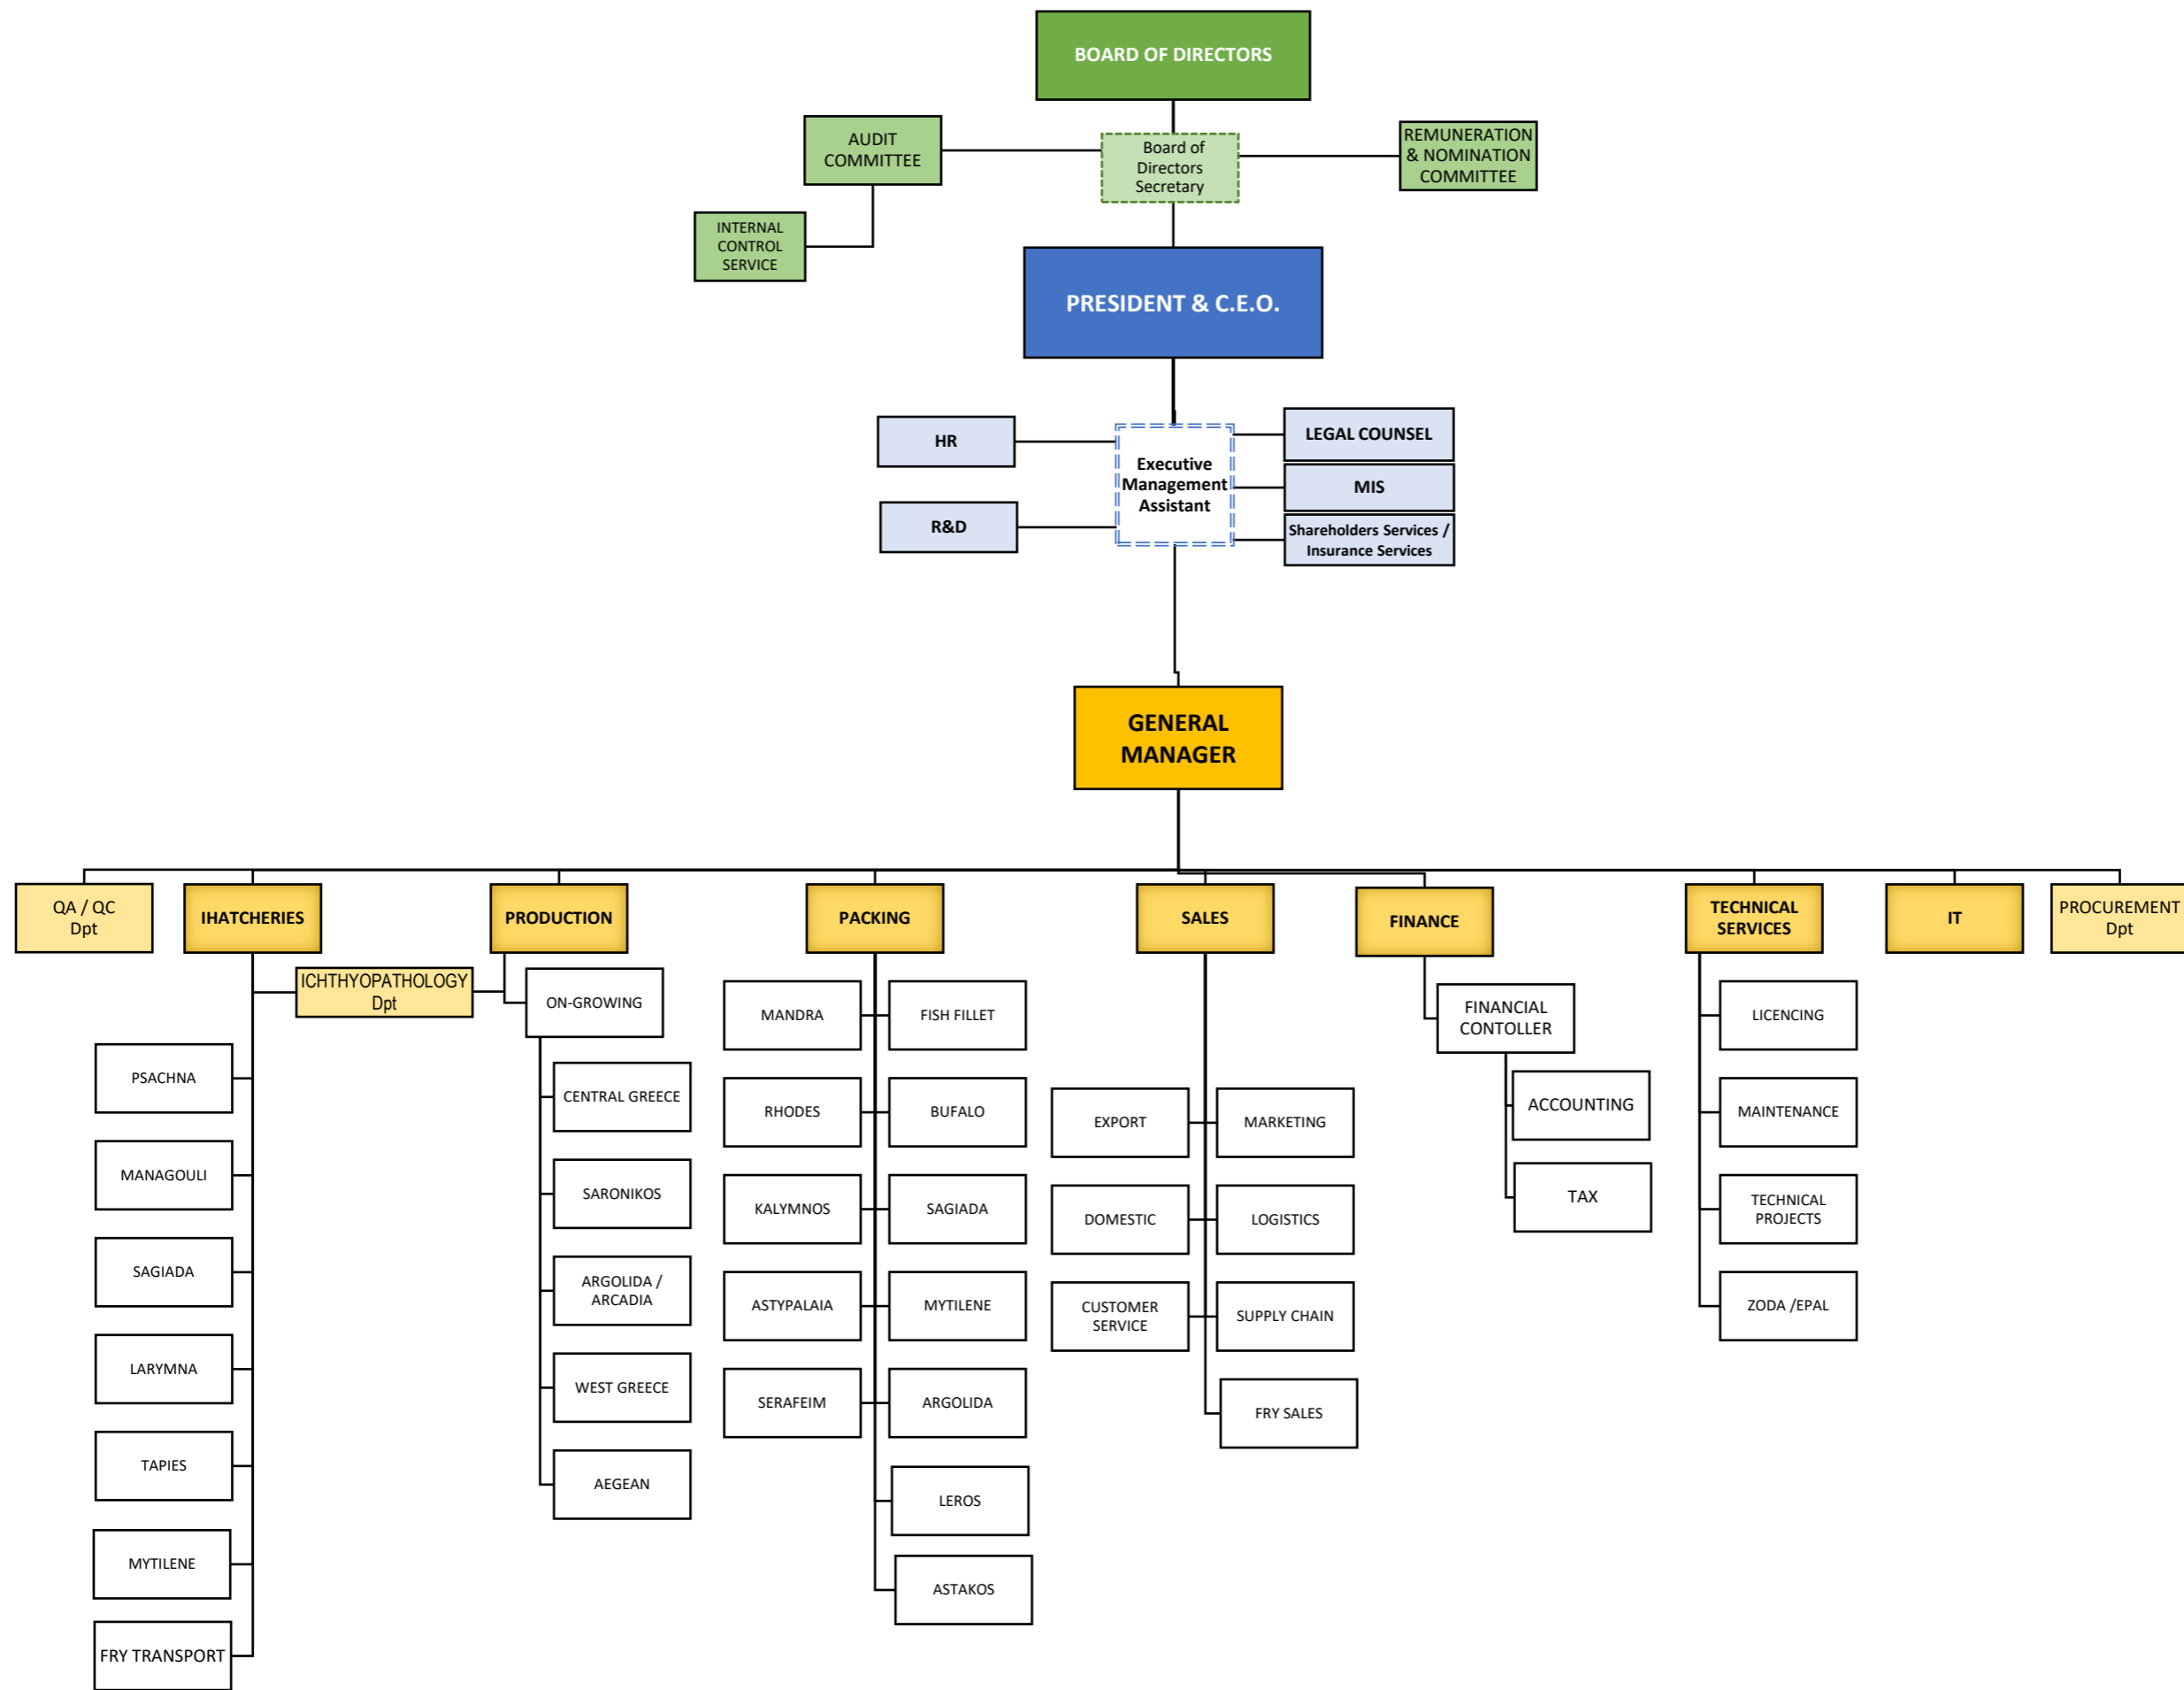 BOARD OF DIRECTORS
AUDIT
COMMITTEE
Board of
Directors
Secretary
REMUNERATION
& NOMINATION
COMMITTEE
INTERNAL
CONTROL
SERVICE
PRESIDENT & C.E.O.
HR
R&D
Executive
Management
Assistant
LEGAL COUNSEL
MIS
Shareholders Services /
Insurance Services
GENERAL
MANAGER
QA / QC
Dpt
IHATCHERIES
PRODUCTION
PACKING
SALES
FINANCE
TECHNICAL
SERVICES
IT
PROCUREMENT
Dpt
ICHTHYOPATHOLOGY
Dpt
PSACHNA
MANAGOULI
SAGIADA
LARYMNA
TAPIES
MYTILENE
FRY TRANSPORT
ON-GROWING
CENTRAL GREECE
SARONIKOS
ARGOLIDA /
ARCADIA
WEST GREECE
AEGEAN
MANDRA
FISH FILLET
RHODES
BUFALO
KALYMNOS
SAGIADA
ASTYPALAIA
MYTILENE
SERAFEIM
ARGOLIDA
LEROS
ASTAKOS
EXPORT
MARKETING
DOMESTIC
LOGISTICS
CUSTOMER
SERVICE
SUPPLY CHAIN
FRY SALES
FINANCIAL
CONTOLLER
ACCOUNTING
TAX
LICENCING
MAINTENANCE
TECHNICAL
PROJECTS
ZODA /EPAL